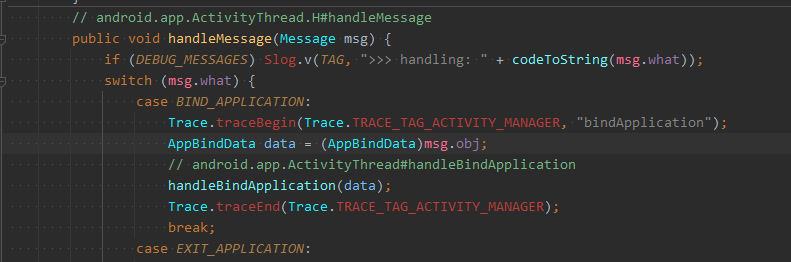 }
// android.app.ActivityThread.H#handleMessage
public void handleMessage(Message msg) {
if (DEBUG_MESSAGES) Slog.v(TAG, ">>> handling: " + codeToString(msg.what));
switch (msg.what) {
case BIND_APPLICATION:
Trace.traceBegin(Trace.TRACE_TAG_ACTIVITY_MANAGER, "bindApplication");
AppBindData data = (AppBindData)msg.obj;
// android.app.ActivityThread#handleBindApplication
handleBindApplication(data);
Trace.traceEnd(Trace.TRACE_TAG_ACTIVITY_MANAGER);
break;
case EXIT_APPLICATION: